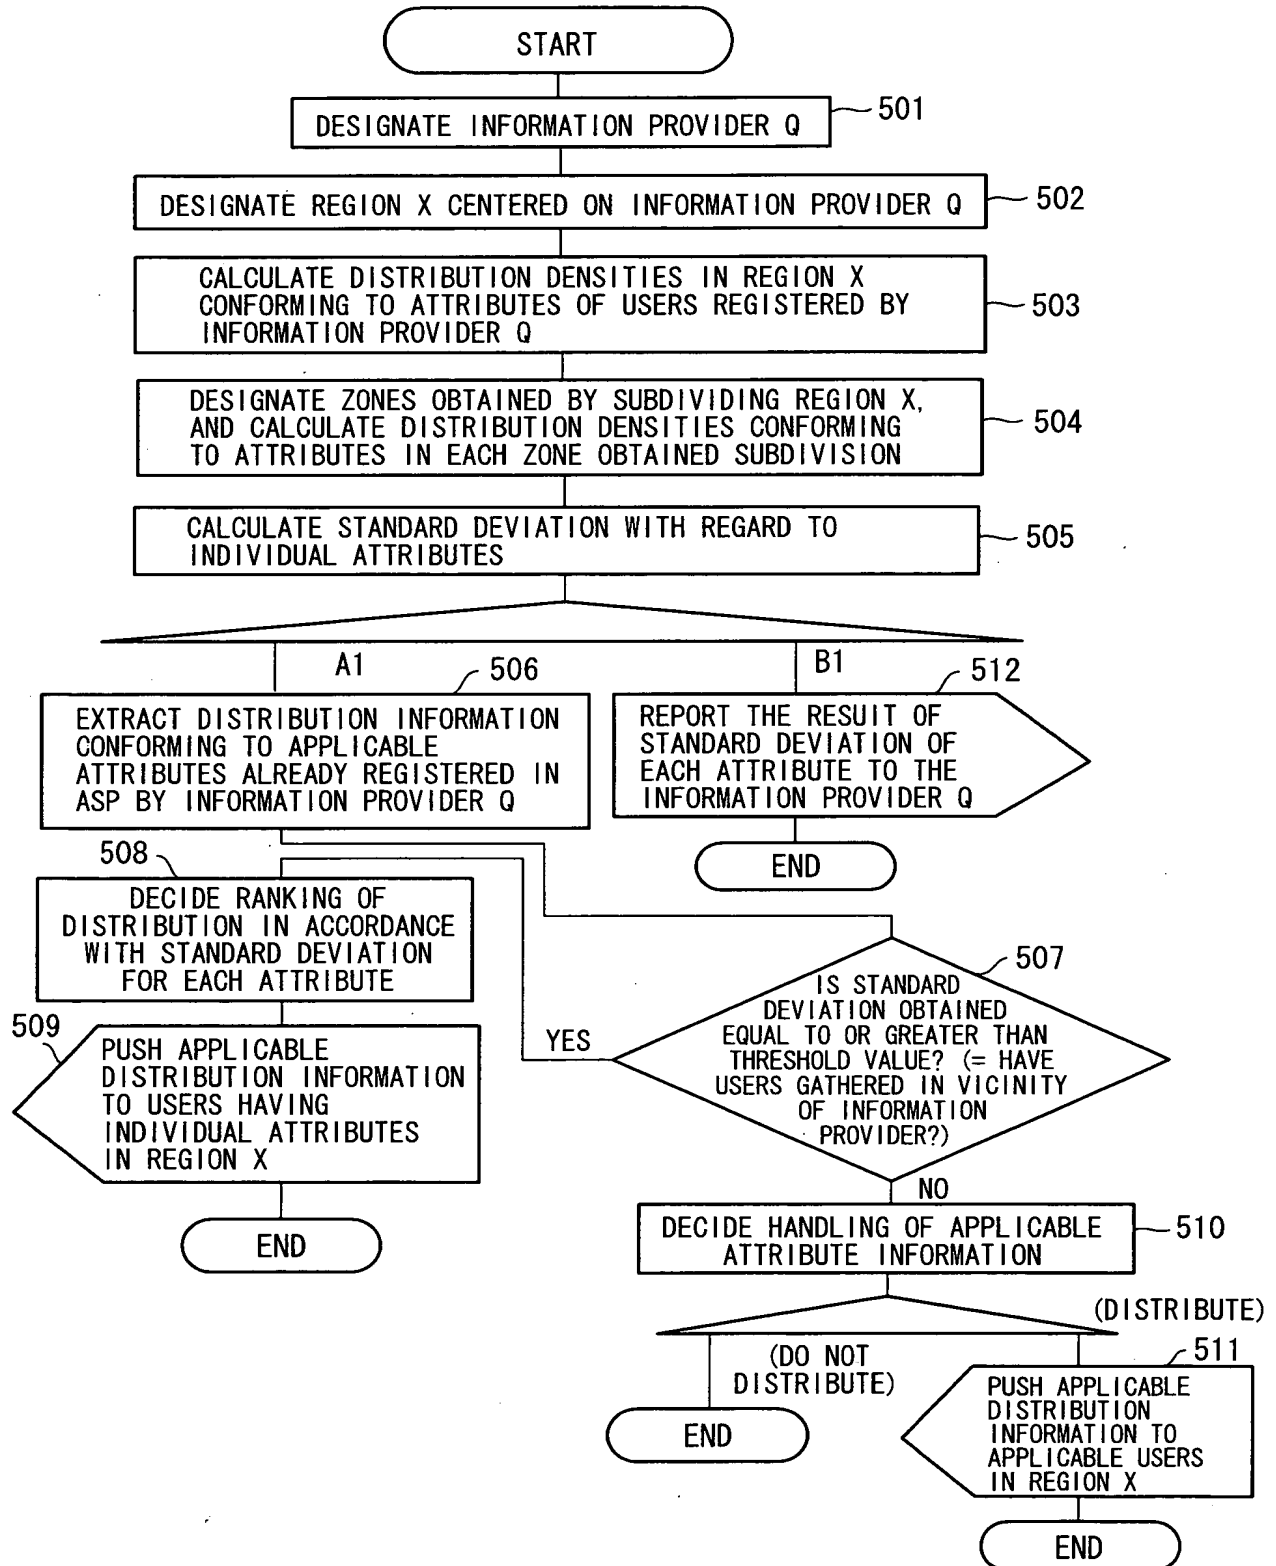 START
DESIGNATE INFORMATION PROVIDER Q
501
DESIGNATE REGION X CENTERED ON INFORMATION PROVIDER Q
502
CALCULATE DISTRIBUTION DENSITIES IN REGION X
CONFORMING TO ATTRIBUTES OF USERS REGISTERED BY
INFORMATION PROVIDER Q
503
DESIGNATE ZONES OBTAINED BY SUBDIVIDING REGION X,
AND CALCULATE DISTRIBUTION DENSITIES CONFORMING
TO ATTRIBUTES IN EACH ZONE OBTAINED SUBDIVISION
504
CALCULATE STANDARD DEVIATION WITH REGARD TO
INDIVIDUAL ATTRIBUTES
505
A1
506
EXTRACT DISTRIBUTION INFORMATION
CONFORMING TO APPLICABLE
ATTRIBUTES ALREADY REGISTERED IN
ASP BY INFORMATION PROVIDER Q
B1
512
REPORT THE RESUIT OF
STANDARD DEVIATION OF
EACH ATTRIBUTE TO THE
INFORMATION PROVIDER Q
END
508
DECIDE RANKING OF
DISTRIBUTION IN ACCORDANCE
WITH STANDARD DEVIATION
FOR EACH ATTRIBUTE
509
PUSH APPLICABLE
DISTRIBUTION INFORMATION
TO USERS HAVING
INDIVIDUAL ATTRIBUTES
IN REGION X
END
507
IS STANDARD
DEVIATION OBTAINED
EQUAL TO OR GREATER THAN
THRESHOLD VALUE? (= HAVE
USERS GATHERED IN VICINITY
OF INFORMATION
PROVIDER?)
YES
NO
DECIDE HANDLING OF APPLICABLE
ATTRIBUTE INFORMATION
510
(DISTRIBUTE)
(DO NOT
DISTRIBUTE)
END
511
PUSH APPLICABLE
DISTRIBUTION
INFORMATION TO
APPLICABLE USERS
IN REGION X
END